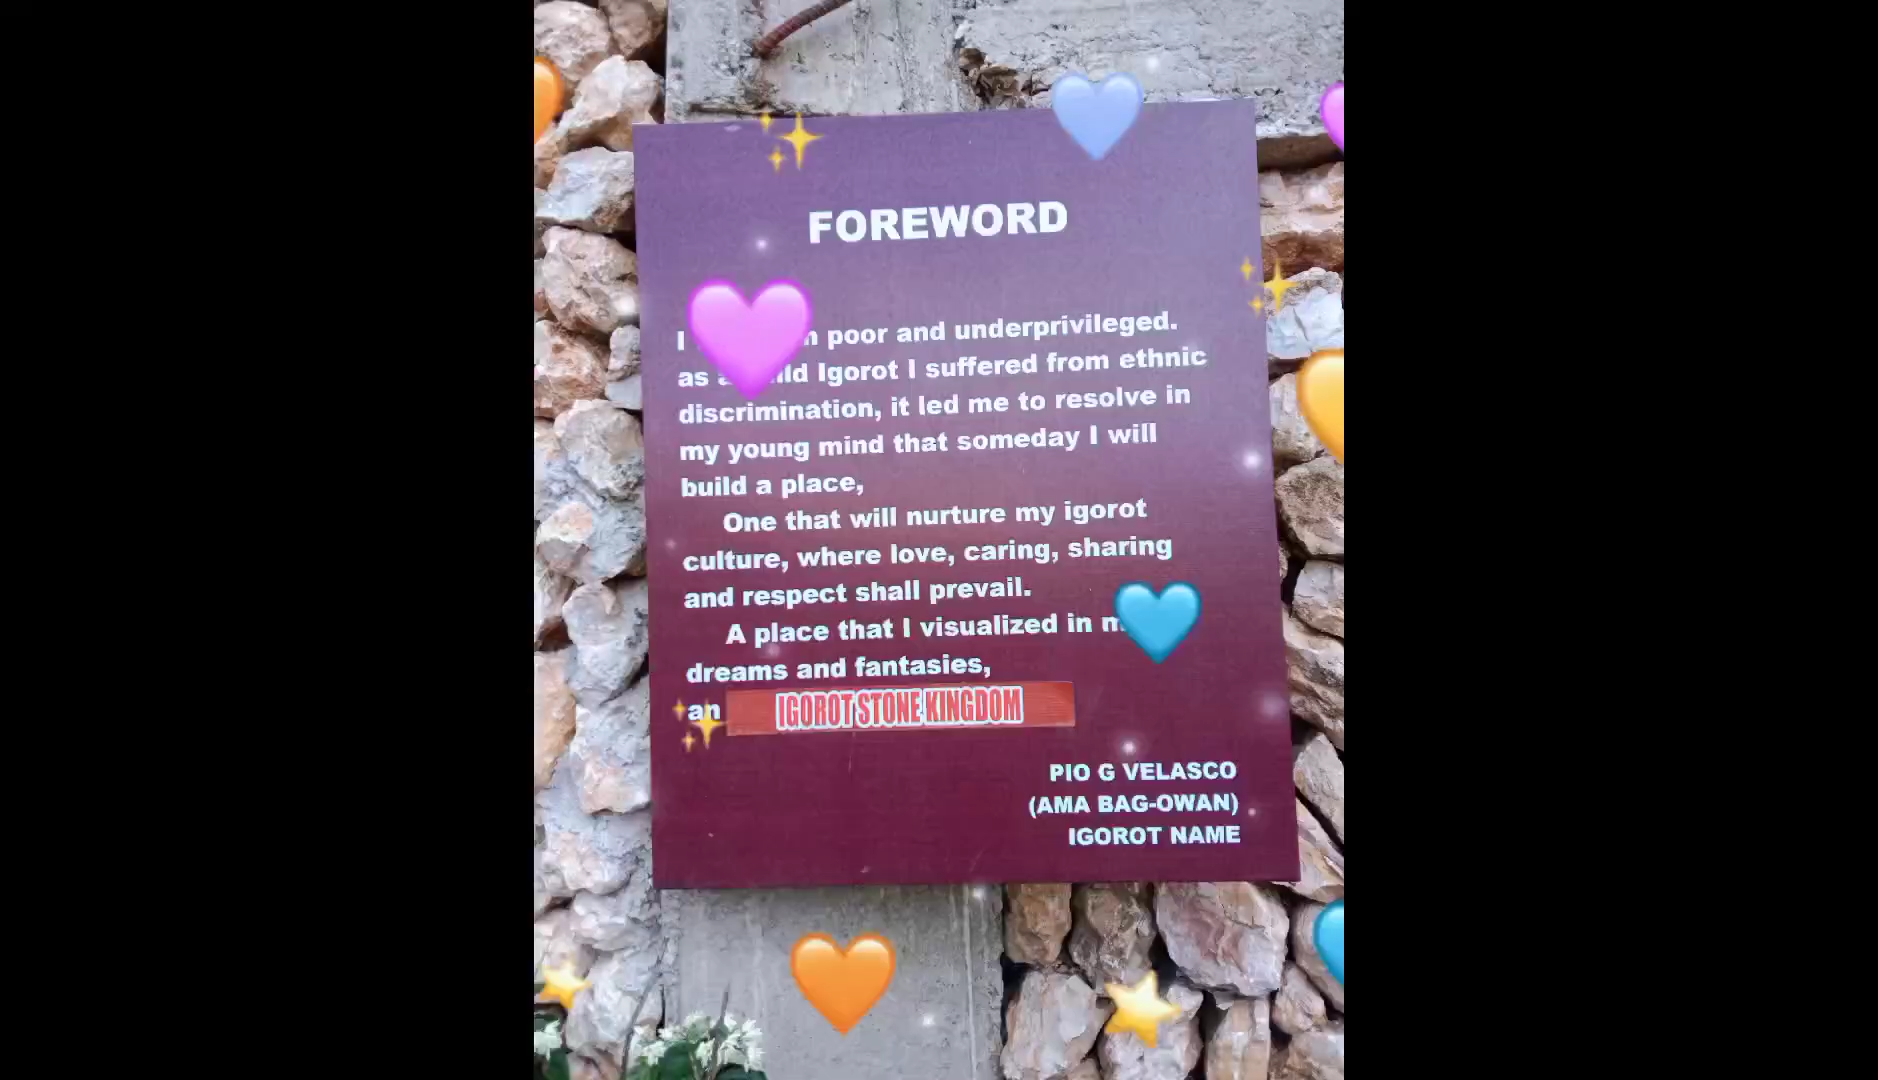 FOREWORD
I poor and underprivileged.
as a Igorot I suffered from ethnic
discrimination, it led me to resolve in
my young mind that someday I will
build a place,
One that will nurture my igorot
culture, where love, caring, sharing
and respect shall prevail.
A place that I visualized in
dreams and fantasies,
an IGOROT STONE KINGDOM
PIO G VELASCO
(AMA BAG-OWAN)
IGOROT NAME